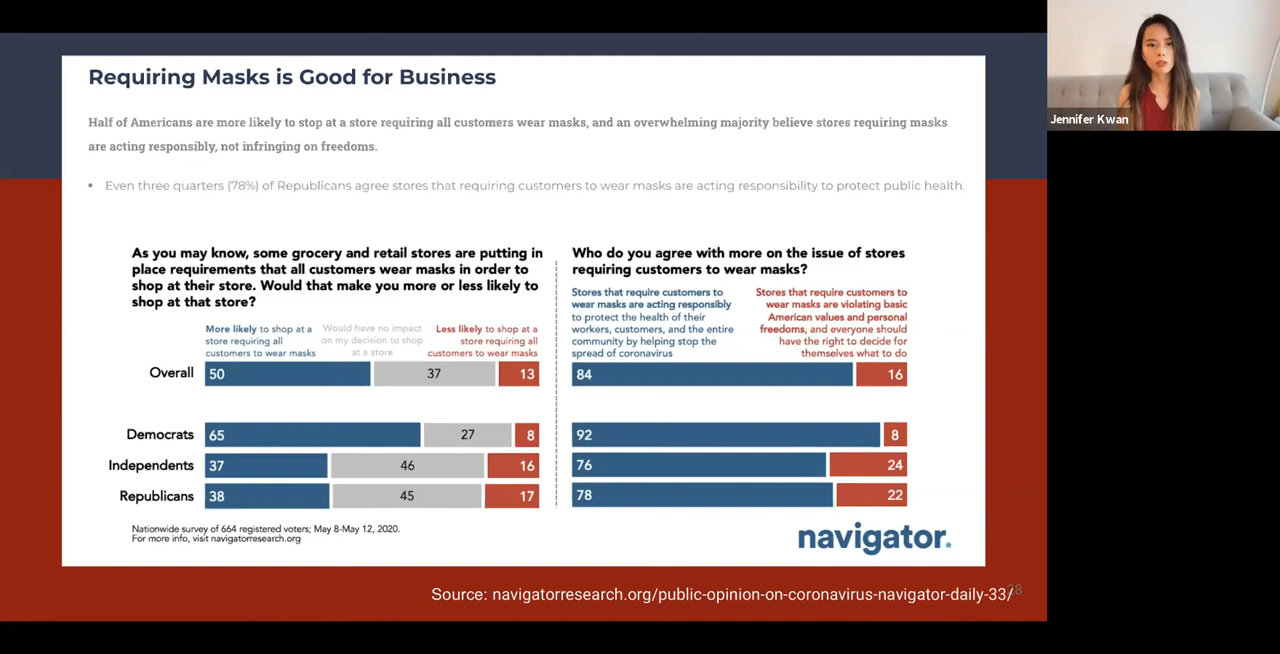 Requiring Masks is Good for Business
Half of Americans are more likely to stop at a store requiring all customers wear masks, and an overwhelming majority believe stores requiring masks
are acting responsibly, not infringing on freedoms.
• Even three quarters (78%) of Republicans agree stores that requiring customers to wear masks are acting responsibility to protect public health.
As you may know, some grocery and retail stores are putting in
place requirements that all customers wear masks in order to
shop at their store. Would that make you more or less likely to
shop at that store?
More likely to shop at a
store requiring all
customers to wear masks
Would have no impact
on my decision to shop
at a store
Less likely to shop at a
store requiring all
customers to wear masks
Overall 50 37 13
Democrats 65 27 8
Independents 37 46 16
Republicans 38 45 17
Who do you agree with more on the issue of stores
requiring customers to wear masks?
Stores that require customers to
wear masks are acting responsibly
to protect the health of their
workers, customers, and the entire
community by helping stop the
spread of coronavirus
Stores that require customers to
wear masks are violating basic
American values and personal
freedoms, and everyone should
have the right to decide for
themselves what to do
84 16
92 8
76 24
78 22
Nationwide survey of 664 registered voters; May 8-May 12, 2020.
For more info, visit navigatorresearch.org
navigator.
Source: navigatorresearch.org/public-opinion-on-coronavirus-navigator-daily-33/
28
Jennifer Kwan